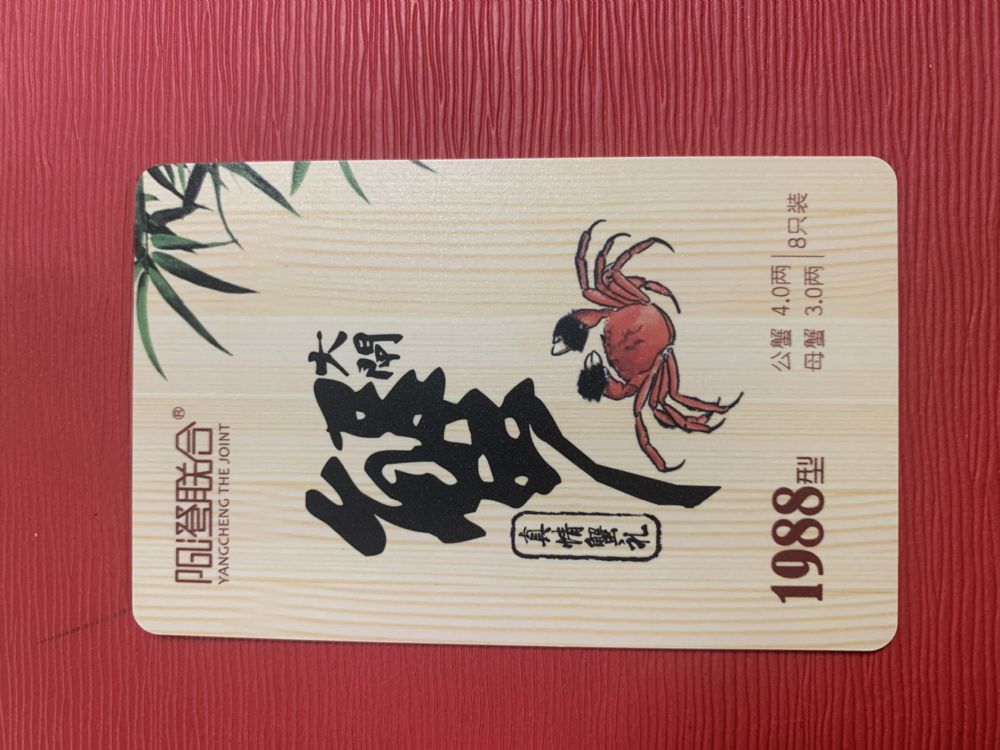 阳澄联合®
YANGCHENG THE JOINT
大閘
蟹
真情蟹礼
1988型
公蟹 4.0两
母蟹 3.0两
8只装